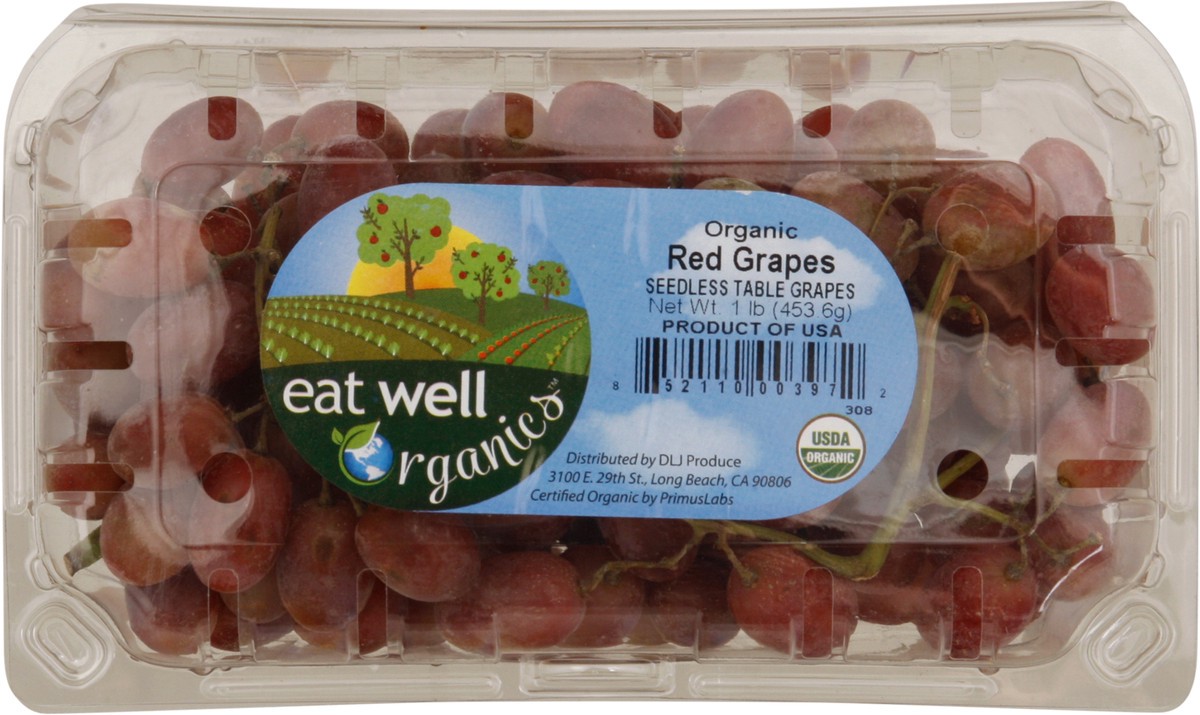 Organic
Red Grapes
SEEDLESS TABLE GRAPES
Net Wt. 1 lb (453.6g)
PRODUCT OF USA
8 52110 00397 2
308
eat well
Organics™
USDA
ORGANIC
Distributed by DLJ Produce
3100 E. 29th St., Long Beach, CA 90806
Certified Organic by PrimusLabs